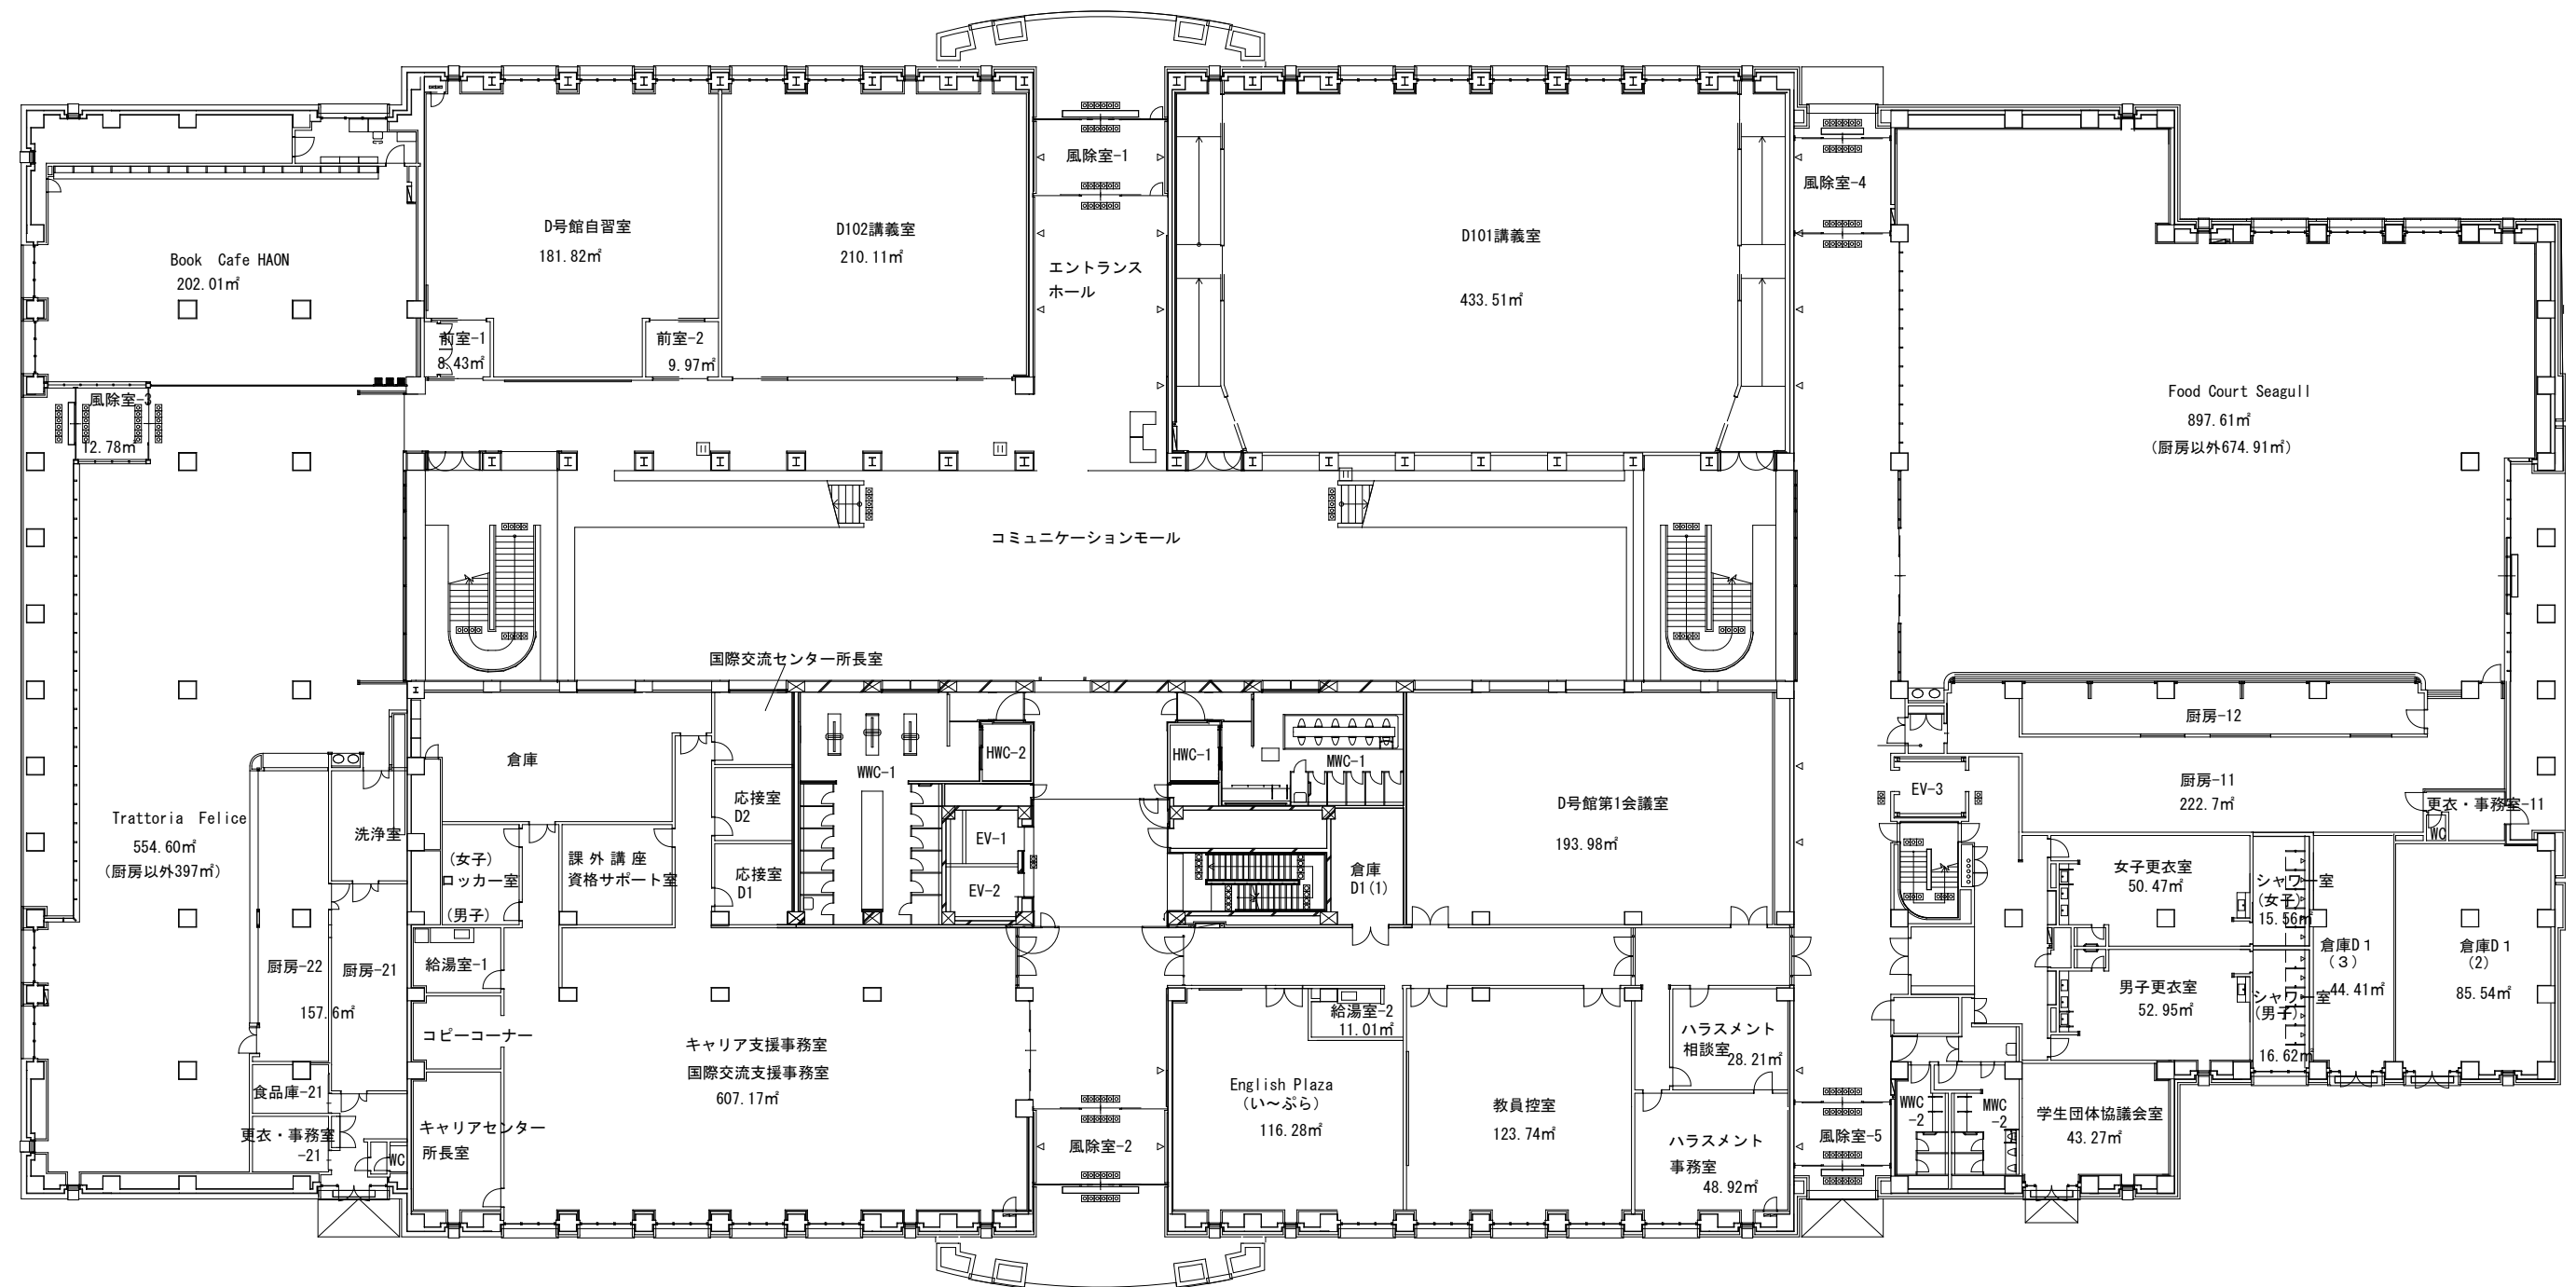 風除室-1
風除室-4
D号館自習室
181.82㎡
D102講義室
210.11㎡
D101講義室
433.51㎡
Book Cafe HAON
202.01㎡
エントランス
ホール
前室-1
8.43㎡
前室-2
9.97㎡
風除室-3
12.78㎡
Food Court Seagull
897.61㎡
(厨房以外674.91㎡)
コミュニケーションモール
国際交流センター所長室
倉庫
応接室
D2
応接室
D1
WWC-1
HWC-2
HWC-1
MWC-1
EV-1
EV-2
倉庫
D1(1)
D号館第1会議室
193.98㎡
厨房-12
厨房-11
222.7㎡
EV-3
更衣・事務室-11
WC
Trattoria Felice
554.60㎡
(厨房以外397㎡)
洗浄室
(女子)
ロッカー室
(男子)
課外講座
資格サポート室
女子更衣室
50.47㎡
シャワー室
(女子)
15.56㎡
倉庫D1
(3)
44.41㎡
倉庫D1
(2)
85.54㎡
男子更衣室
52.95㎡
シャワー室
(男子)
16.62㎡
厨房-22
厨房-21
157.6㎡
給湯室-1
コピーコーナー
キャリア支援事務室
国際交流支援事務室
607.17㎡
給湯室-2
11.01㎡
English Plaza
(い～ぷら)
116.28㎡
教員控室
123.74㎡
ハラスメント
相談室
28.21㎡
ハラスメント
事務室
48.92㎡
食品庫-21
更衣・事務室
-21
WC
キャリアセンター
所長室
風除室-2
風除室-5
WWC
-2
MWC
-2
学生団体協議会室
43.27㎡